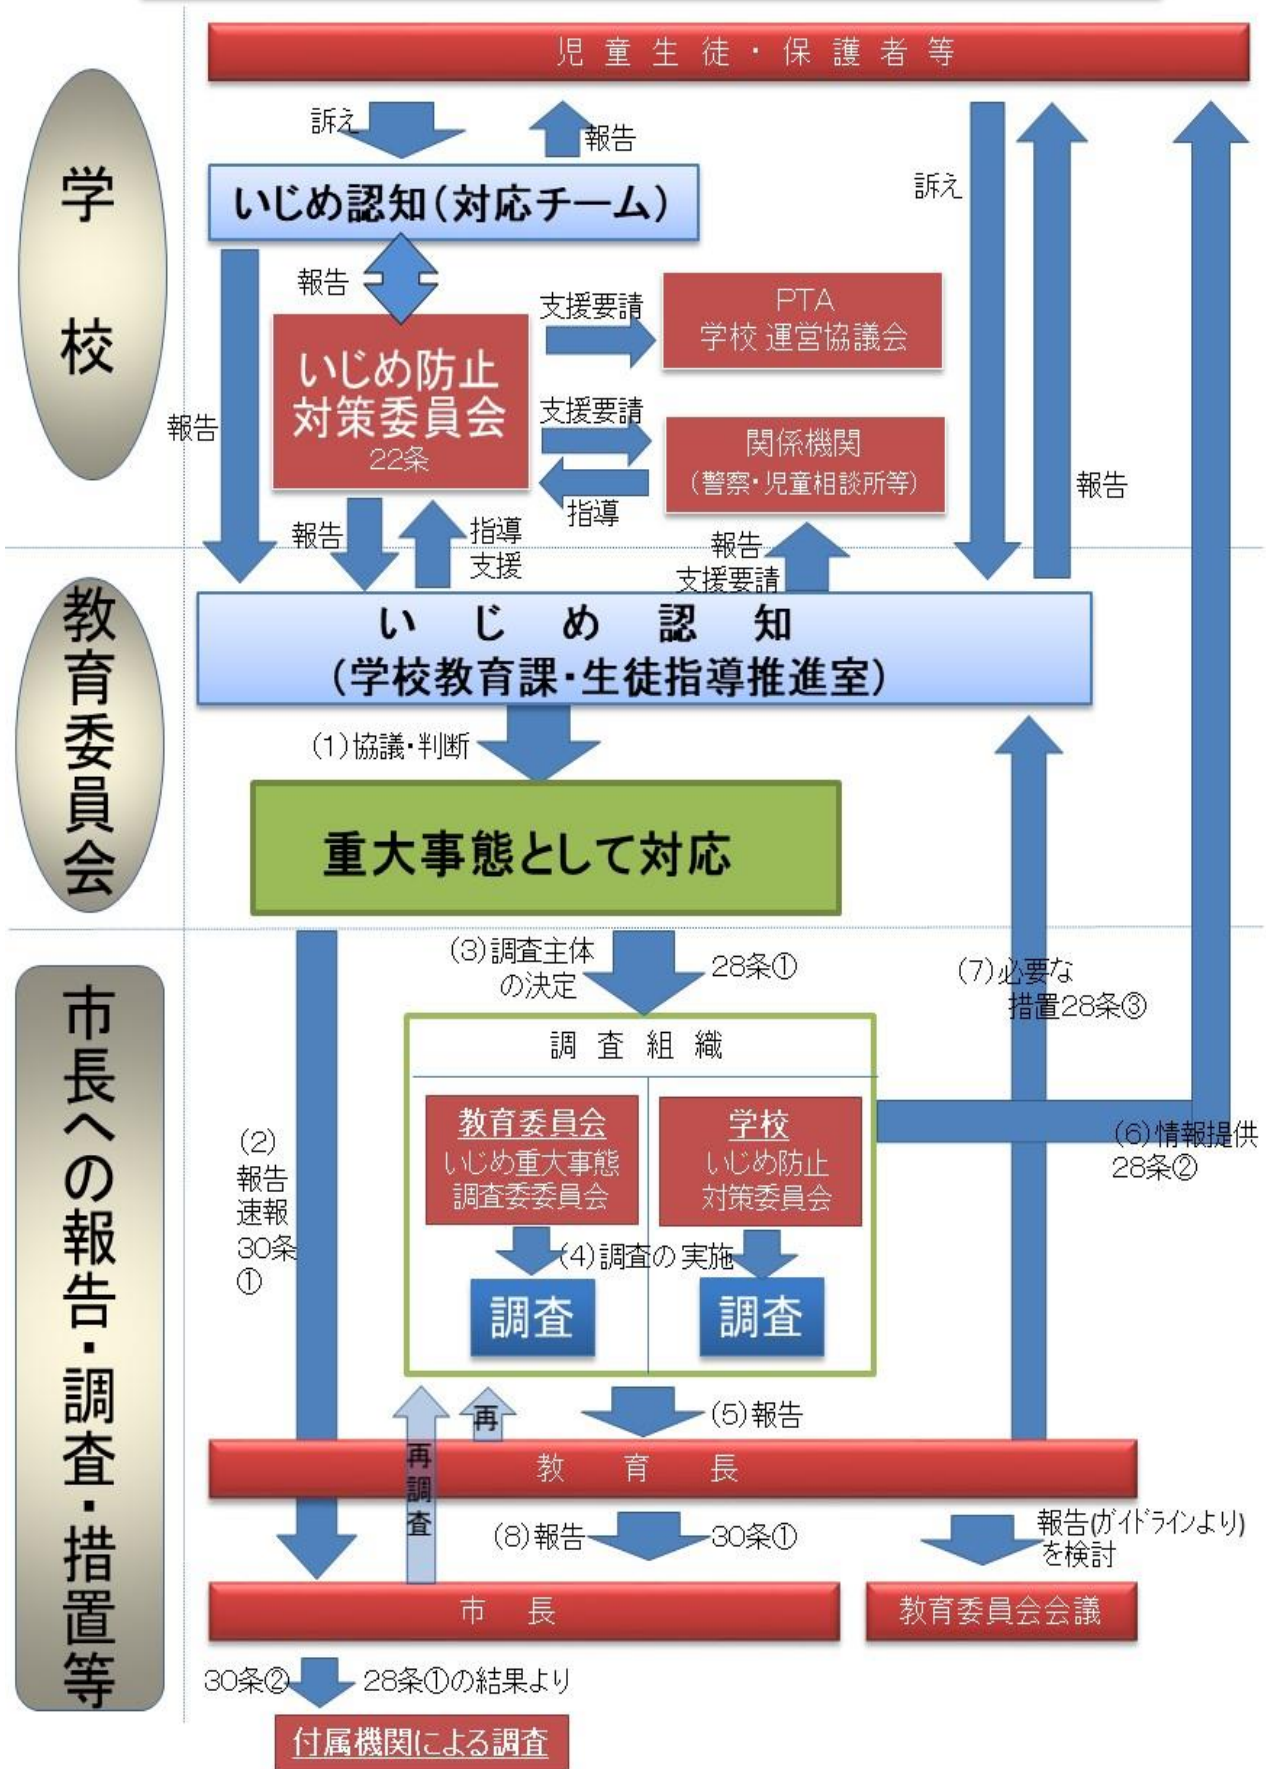 児童生徒・保護者等
学校
訴え
報告
いじめ認知（対応チーム）
訴え
報告
報告
報告
いじめ防止
対策委員会
22条
支援要請
PTA
学校運営協議会
支援要請
関係機関
（警察・児童相談所等）
指導
報告
指導
支援
報告
支援要請
教育委員会
いじめ認知
（学校教育課・生徒指導推進室）
(1)協議・判断
重大事態として対応
市長への報告・調査・措置等
(3)調査主体
の決定
28条①
(7)必要な
措置28条③
調査組織
教育委員会
いじめ重大事態
調査委委員会
学校
いじめ防止
対策委員会
(6)情報提供
28条②
(2)
報告
速報
30条
①
(4)調査の実施
調査
調査
再
(5)報告
再調査
教育長
(8)報告
30条①
報告(ガイドラインより)
を検討
市長
教育委員会会議
30条②
28条①の結果より
付属機関による調査